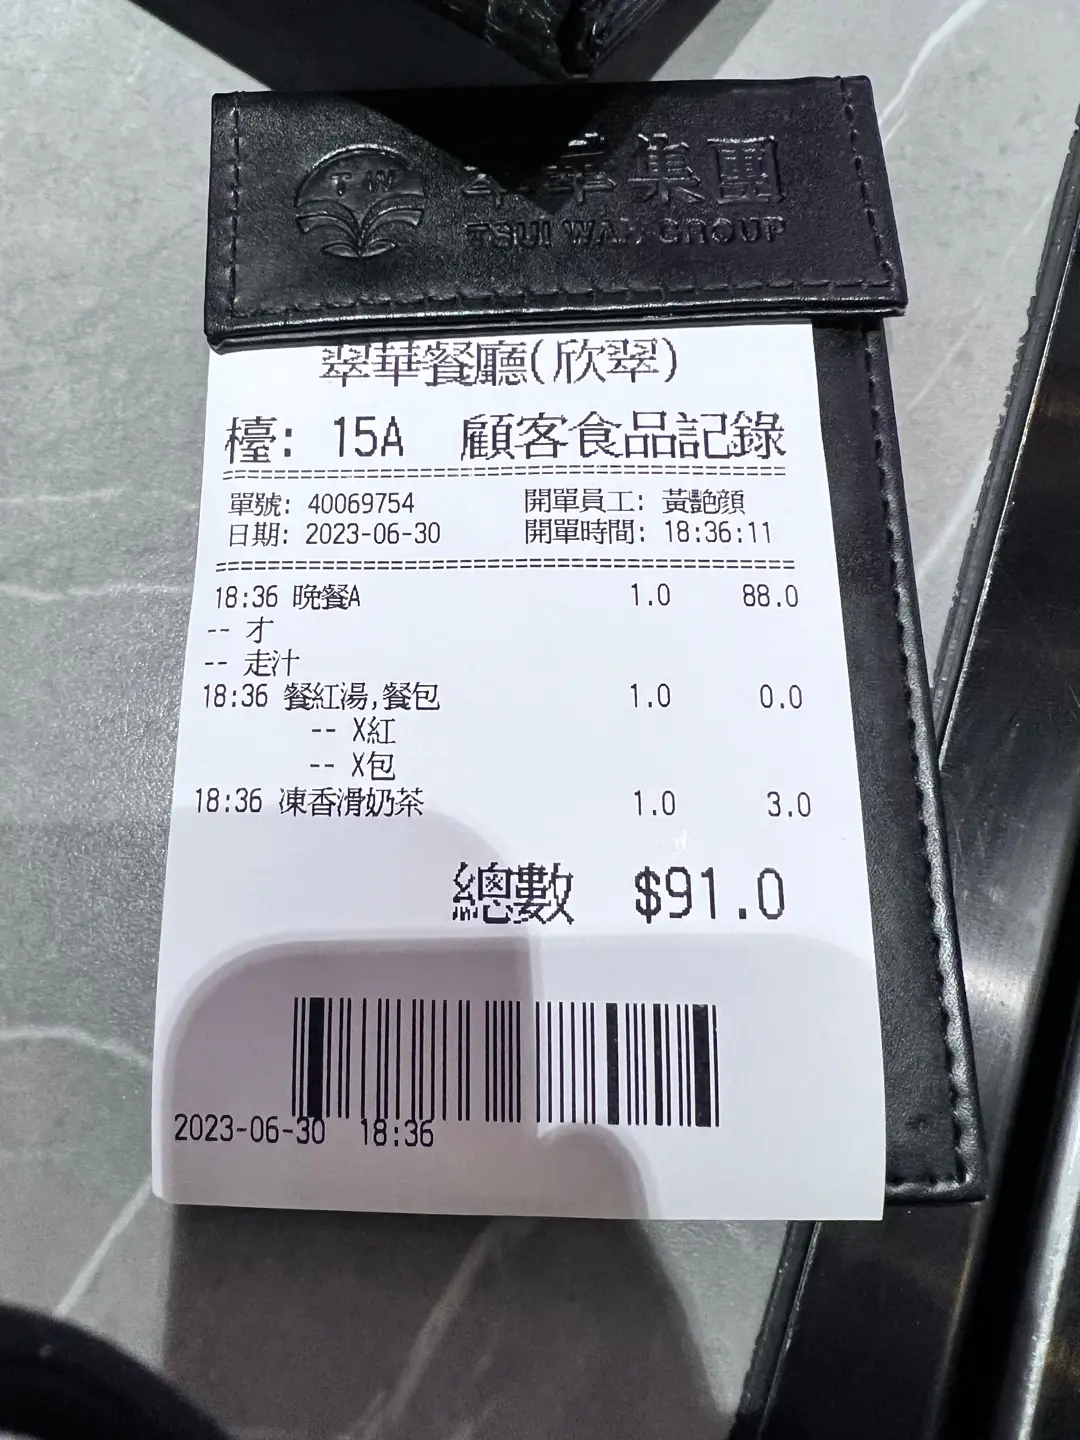 TW
翠華集團
TSUI WAH GROUP
翠華餐廳(欣翠)
檯: 15A 顧客食品記錄
單號: 40069754 開單員工: 黃艷顔
日期: 2023-06-30 開單時間: 18:36:11
18:36 晚餐A 1.0 88.0
-- 才
-- 走汁
18:36 餐紅湯,餐包 1.0 0.0
-- X紅
-- X包
18:36 凍香滑奶茶 1.0 3.0
總數 $91.0
2023-06-30 18:36